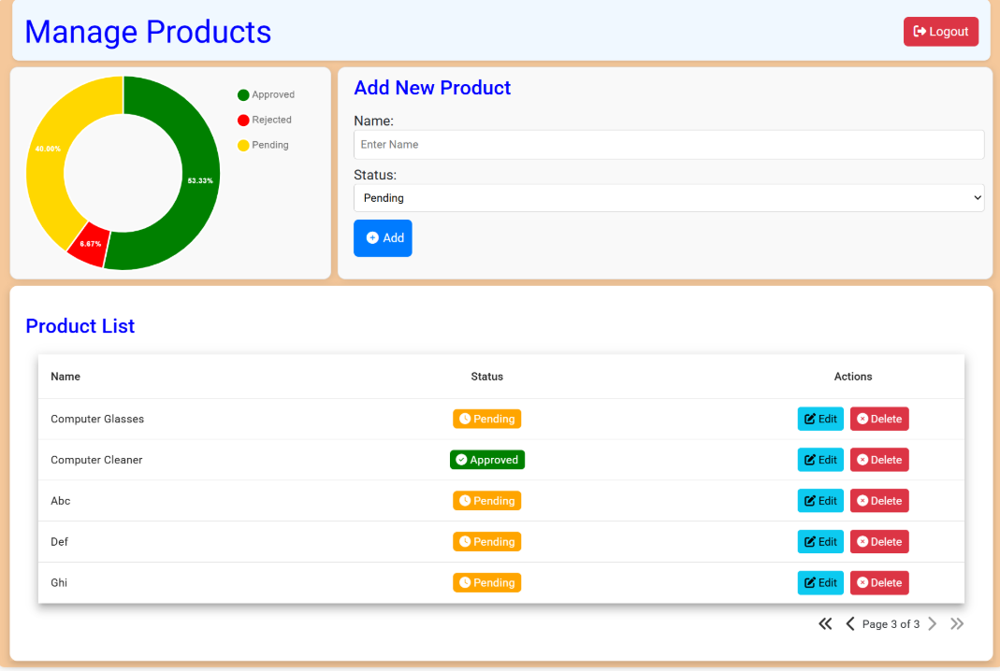 Manage Products
Logout
Approved
Rejected
Pending
40.00%
53.33%
6.67%
Add New Product
Name:
Enter Name
Status:
Pending
Add
Product List
Name Status Actions
Computer Glasses Pending Edit Delete
Computer Cleaner Approved Edit Delete
Abc Pending Edit Delete
Def Pending Edit Delete
Ghi Pending Edit Delete
Page 3 of 3